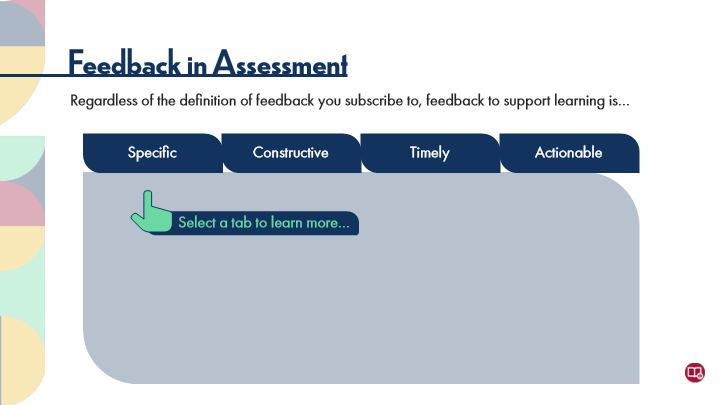 Feedback in Assessment
Regardless of the definition of feedback you subscribe to, feedback to support learning is...
Specific
Constructive
Timely
Actionable
Select a tab to learn more...